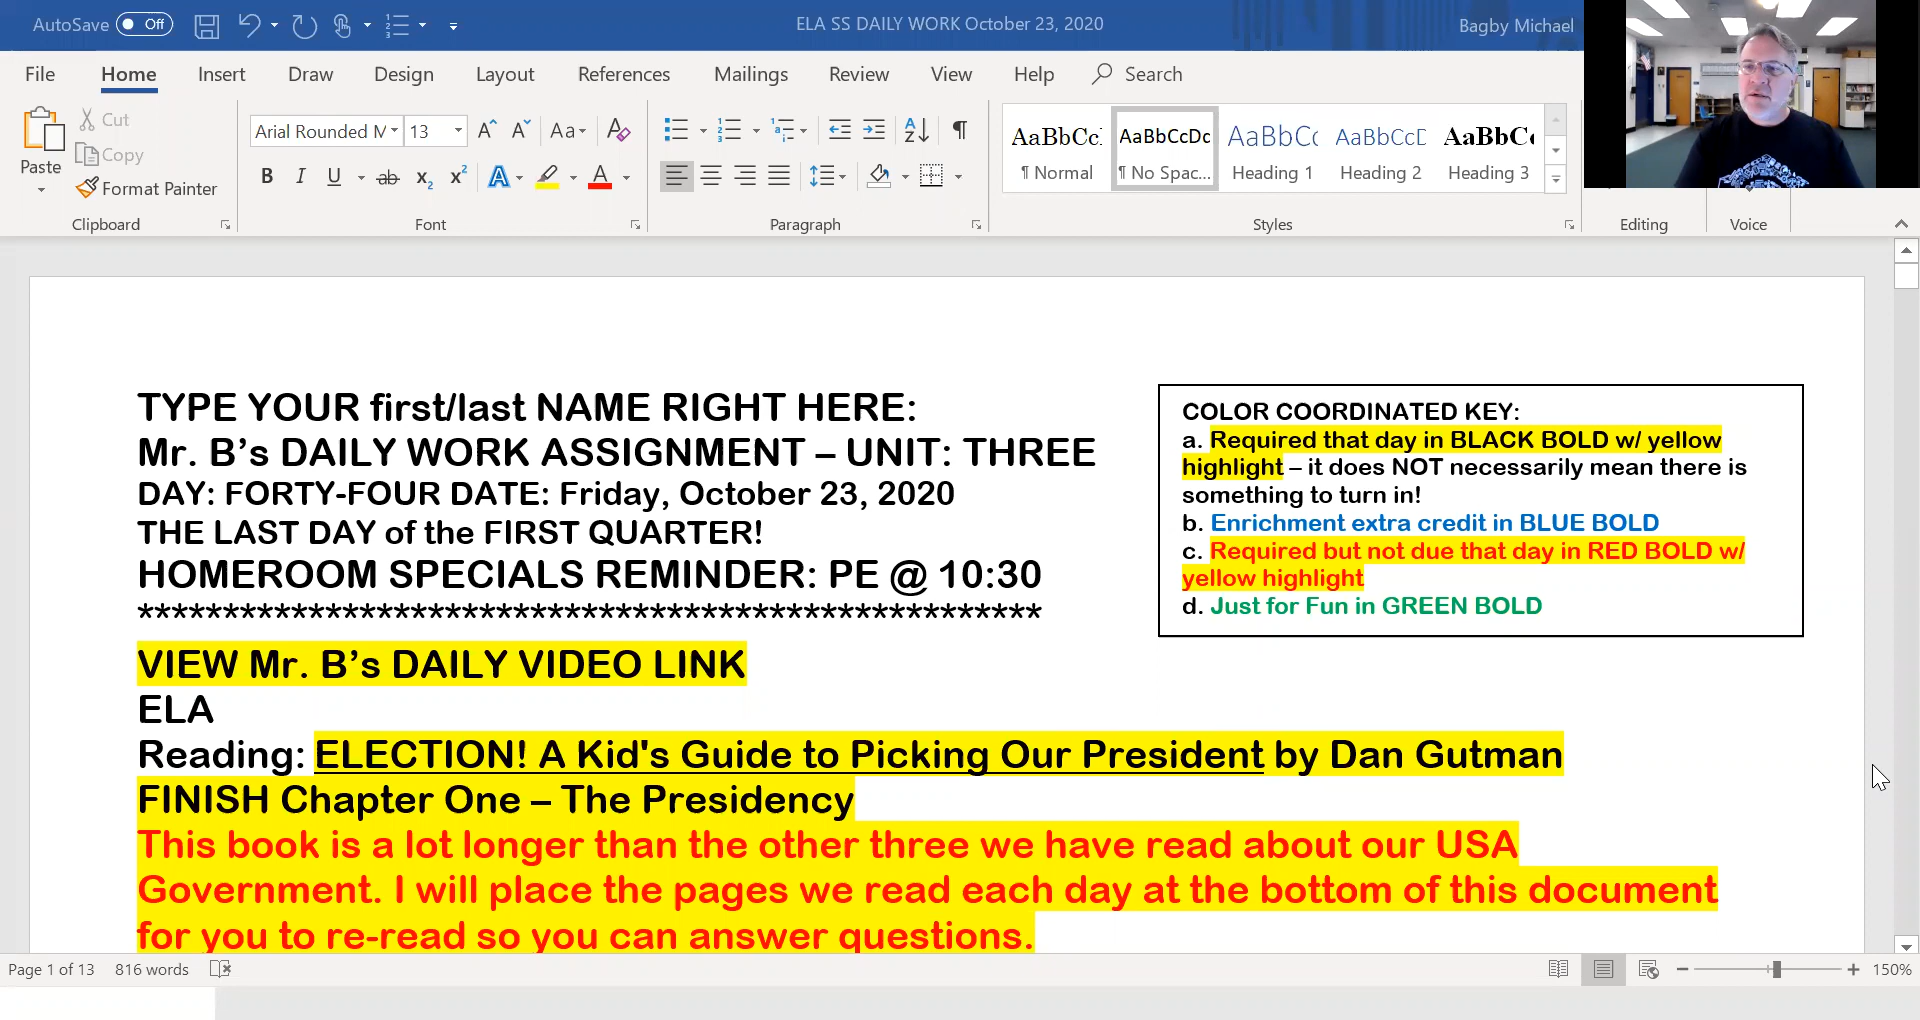 AutoSave Off
ELA SS DAILY WORK October 23, 2020
Bagby Michael
File Home Insert Draw Design Layout References Mailings Review View Help Search
Paste
Cut
Copy
Format Painter
Clipboard
Arial Rounded M 13
Font
Paragraph
AaBbCcI AaBbCcDc AaBbCc AaBbCcD AaBbCc
¶ Normal ¶ No Spac... Heading 1 Heading 2 Heading 3
Styles
Editing
Voice
TYPE YOUR first/last NAME RIGHT HERE:
Mr. B’s DAILY WORK ASSIGNMENT – UNIT: THREE
DAY: FORTY-FOUR DATE: Friday, October 23, 2020
THE LAST DAY of the FIRST QUARTER!
HOMEROOM SPECIALS REMINDER: PE @ 10:30
*****************************************************
COLOR COORDINATED KEY:
a. Required that day in BLACK BOLD w/ yellow
highlight – it does NOT necessarily mean there is
something to turn in!
b. Enrichment extra credit in BLUE BOLD
c. Required but not due that day in RED BOLD w/
yellow highlight
d. Just for Fun in GREEN BOLD
VIEW Mr. B’s DAILY VIDEO LINK
ELA
Reading: ELECTION! A Kid's Guide to Picking Our President by Dan Gutman
FINISH Chapter One – The Presidency
This book is a lot longer than the other three we have read about our USA
Government. I will place the pages we read each day at the bottom of this document
for you to re-read so you can answer questions.
Page 1 of 13 816 words
150%